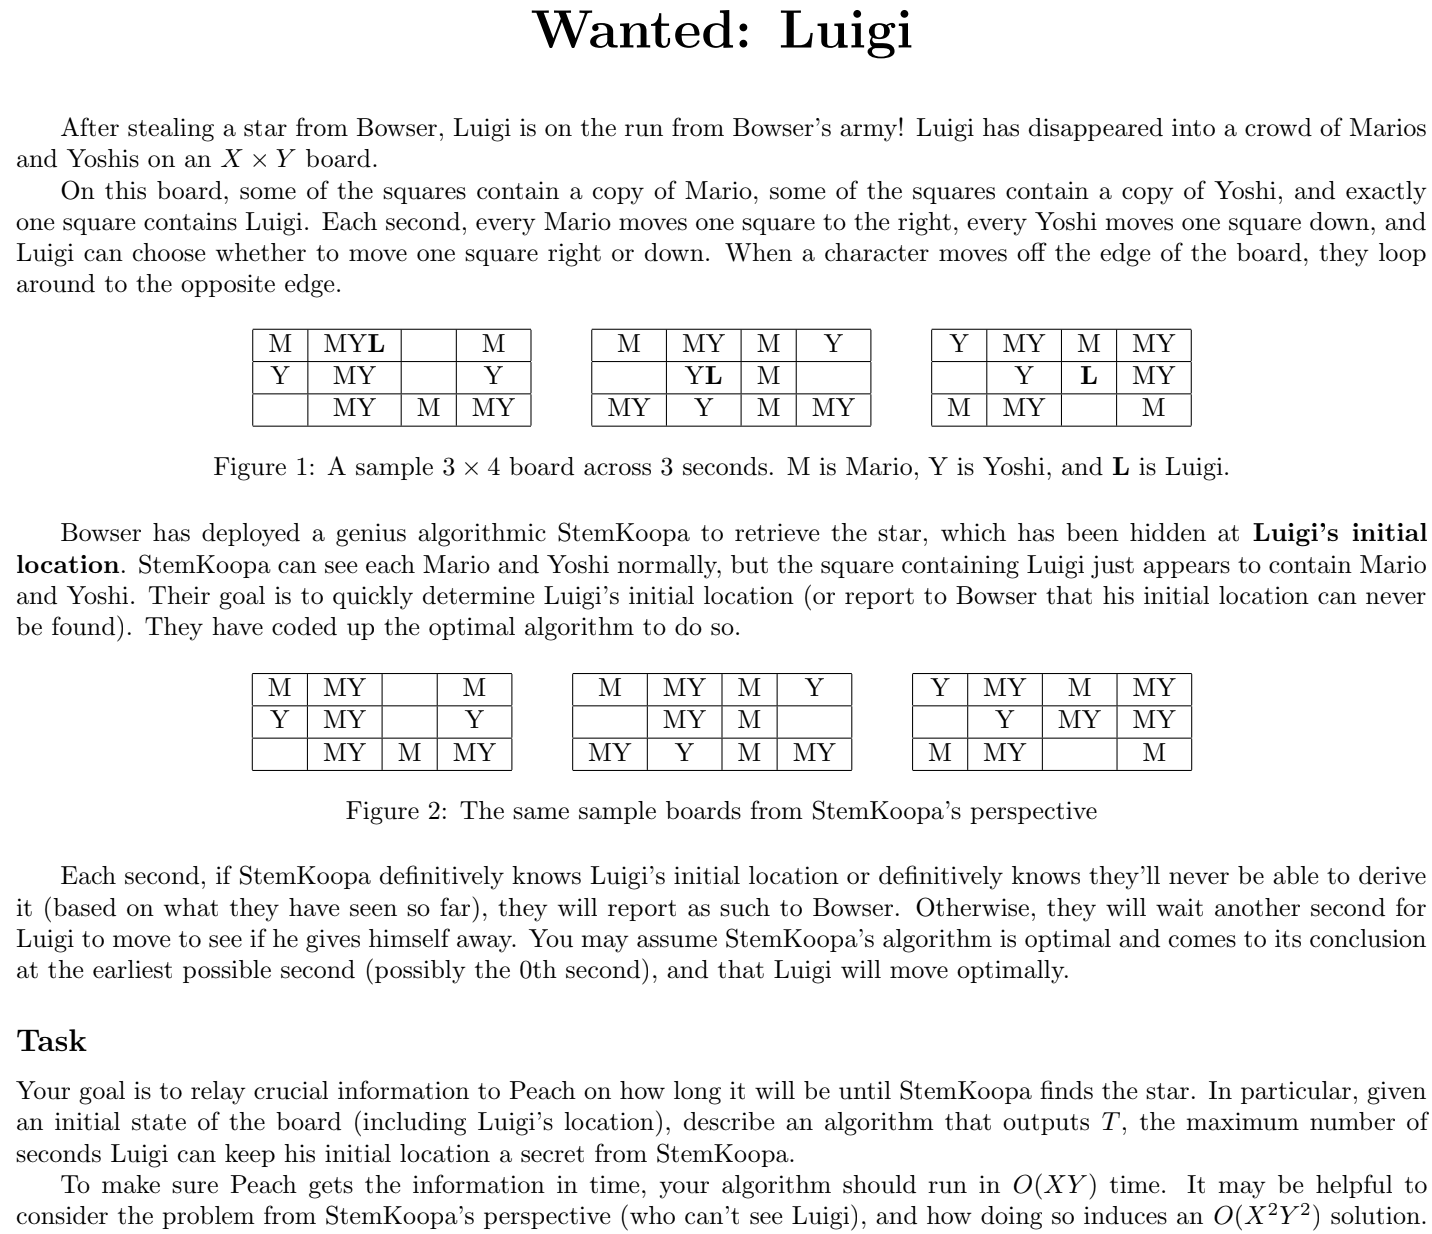 Wanted: Luigi
After stealing a star from Bowser, Luigi is on the run from Bowser's army! Luigi has disappeared into a crowd of Marios
and Yoshis on an X × Y board.
On this board, some of the squares contain a copy of Mario, some of the squares contain a copy of Yoshi, and exactly
one square contains Luigi. Each second, every Mario moves one square to the right, every Yoshi moves one square down, and
Luigi can choose whether to move one square right or down. When a character moves off the edge of the board, they loop
around to the opposite edge.
M MYL M
Y MY Y
MY M MY
M MY M Y
YL M
MY Y M MY
Y MY M MY
Y L MY
M MY M
Figure 1: A sample 3 × 4 board across 3 seconds. M is Mario, Y is Yoshi, and L is Luigi.
Bowser has deployed a genius algorithmic StemKoopa to retrieve the star, which has been hidden at Luigi's initial
location. StemKoopa can see each Mario and Yoshi normally, but the square containing Luigi just appears to contain Mario
and Yoshi. Their goal is to quickly determine Luigi's initial location (or report to Bowser that his initial location can never
be found). They have coded up the optimal algorithm to do so.
M MY M
Y MY Y
MY M MY
M MY M Y
MY M
MY Y M MY
Y MY M MY
Y MY MY
M MY M
Figure 2: The same sample boards from StemKoopa's perspective
Each second, if StemKoopa definitively knows Luigi's initial location or definitively knows they'll never be able to derive
it (based on what they have seen so far), they will report as such to Bowser. Otherwise, they will wait another second for
Luigi to move to see if he gives himself away. You may assume StemKoopa's algorithm is optimal and comes to its conclusion
at the earliest possible second (possibly the 0th second), and that Luigi will move optimally.
Task
Your goal is to relay crucial information to Peach on how long it will be until StemKoopa finds the star. In particular, given
an initial state of the board (including Luigi's location), describe an algorithm that outputs T, the maximum number of
seconds Luigi can keep his initial location a secret from StemKoopa.
To make sure Peach gets the information in time, your algorithm should run in O(XY) time. It may be helpful to
consider the problem from StemKoopa's perspective (who can't see Luigi), and how doing so induces an O(X²Y²) solution.